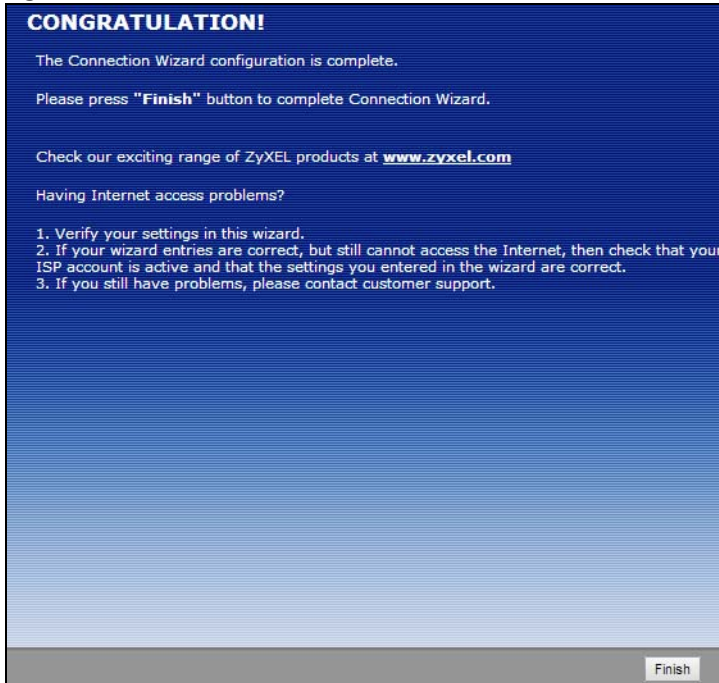 CONGRATULATION!
The Connection Wizard configuration is complete.
Please press "Finish" button to complete Connection Wizard.
Check our exciting range of ZyXEL products at www.zyxel.com
Having Internet access problems?
1. Verify your settings in this wizard.
2. If your wizard entries are correct, but still cannot access the Internet, then check that your
ISP account is active and that the settings you entered in the wizard are correct.
3. If you still have problems, please contact customer support.
Finish